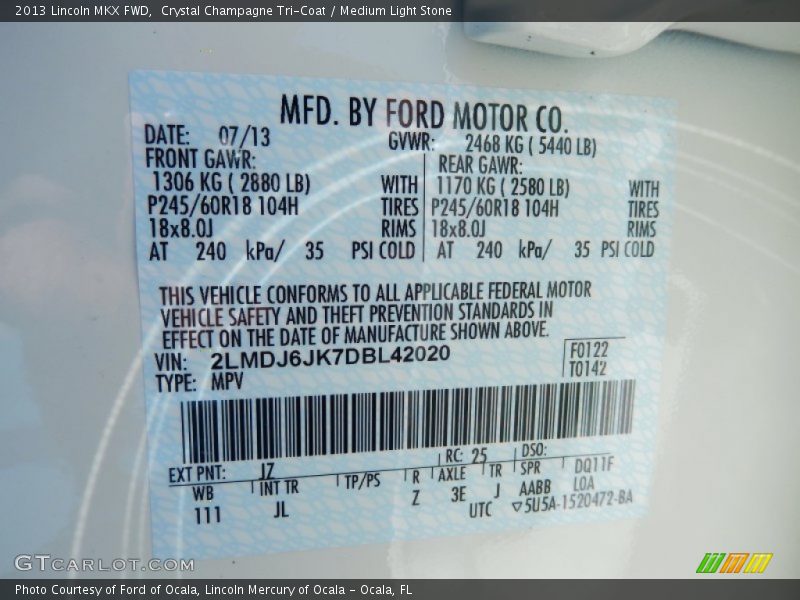 2013 Lincoln MKX FWD,  Crystal Champagne Tri-Coat / Medium Light Stone
MFD. BY FORD MOTOR CO.
DATE: 07/13 GVWR: 2468 KG ( 5440 LB)
FRONT GAWR: REAR GAWR:
1306 KG ( 2880 LB) WITH 1170 KG ( 2580 LB) WITH
P245/60R18 104H TIRES P245/60R18 104H TIRES
18x8.0J RIMS 18x8.0J RIMS
AT 240 kPa/ 35 PSI COLD AT 240 kPa/ 35 PSI COLD
THIS VEHICLE CONFORMS TO ALL APPLICABLE FEDERAL MOTOR
VEHICLE SAFETY AND THEFT PREVENTION STANDARDS IN
EFFECT ON THE DATE OF MANUFACTURE SHOWN ABOVE.
VIN: 2LMDJ6JK7DBL42020 F0122
TYPE: MPV T0142
EXT PNT: JZ RC: 25 DSO:
WB INT TR TP/PS R AXLE TR SPR DQ11F
111 JL Z 3E J AABB LOA
UTC ▽5U5A-1520472-BA
GTCARLOT.COM
Photo Courtesy of Ford of Ocala, Lincoln Mercury of Ocala - Ocala, FL